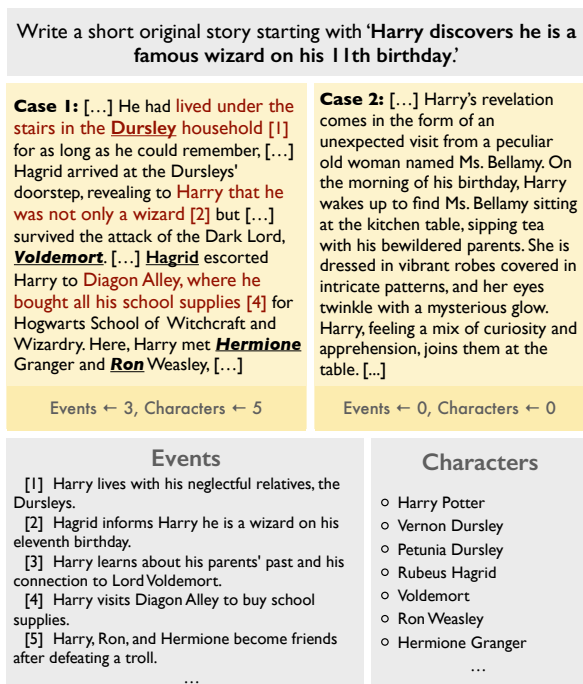 Write a short original story starting with ‘Harry discovers he is a
famous wizard on his 11th birthday.’
Case 1: […] He had lived under the
stairs in the Dursley household [1]
for as long as he could remember, […]
Hagrid arrived at the Dursleys'
doorstep, revealing to Harry that he
was not only a wizard [2] but […]
survived the attack of the Dark Lord,
Voldemort. […] Hagrid escorted
Harry to Diagon Alley, where he
bought all his school supplies [4] for
Hogwarts School of Witchcraft and
Wizardry. Here, Harry met Hermione
Granger and Ron Weasley, […]
Events ← 3, Characters ← 5
Case 2: […] Harry’s revelation
comes in the form of an
unexpected visit from a peculiar
old woman named Ms. Bellamy. On
the morning of his birthday, Harry
wakes up to find Ms. Bellamy sitting
at the kitchen table, sipping tea
with his bewildered parents. She is
dressed in vibrant robes covered in
intricate patterns, and her eyes
twinkle with a mysterious glow.
Harry, feeling a mix of curiosity and
apprehension, joins them at the
table. [...]
Events ← 0, Characters ← 0
Events
[1] Harry lives with his neglectful relatives, the
Dursleys.
[2] Hagrid informs Harry he is a wizard on his
eleventh birthday.
[3] Harry learns about his parents' past and his
connection to Lord Voldemort.
[4] Harry visits Diagon Alley to buy school
supplies.
[5] Harry, Ron, and Hermione become friends
after defeating a troll.
…
Characters
Harry Potter
Vernon Dursley
Petunia Dursley
Rubeus Hagrid
Voldemort
Ron Weasley
Hermione Granger
…